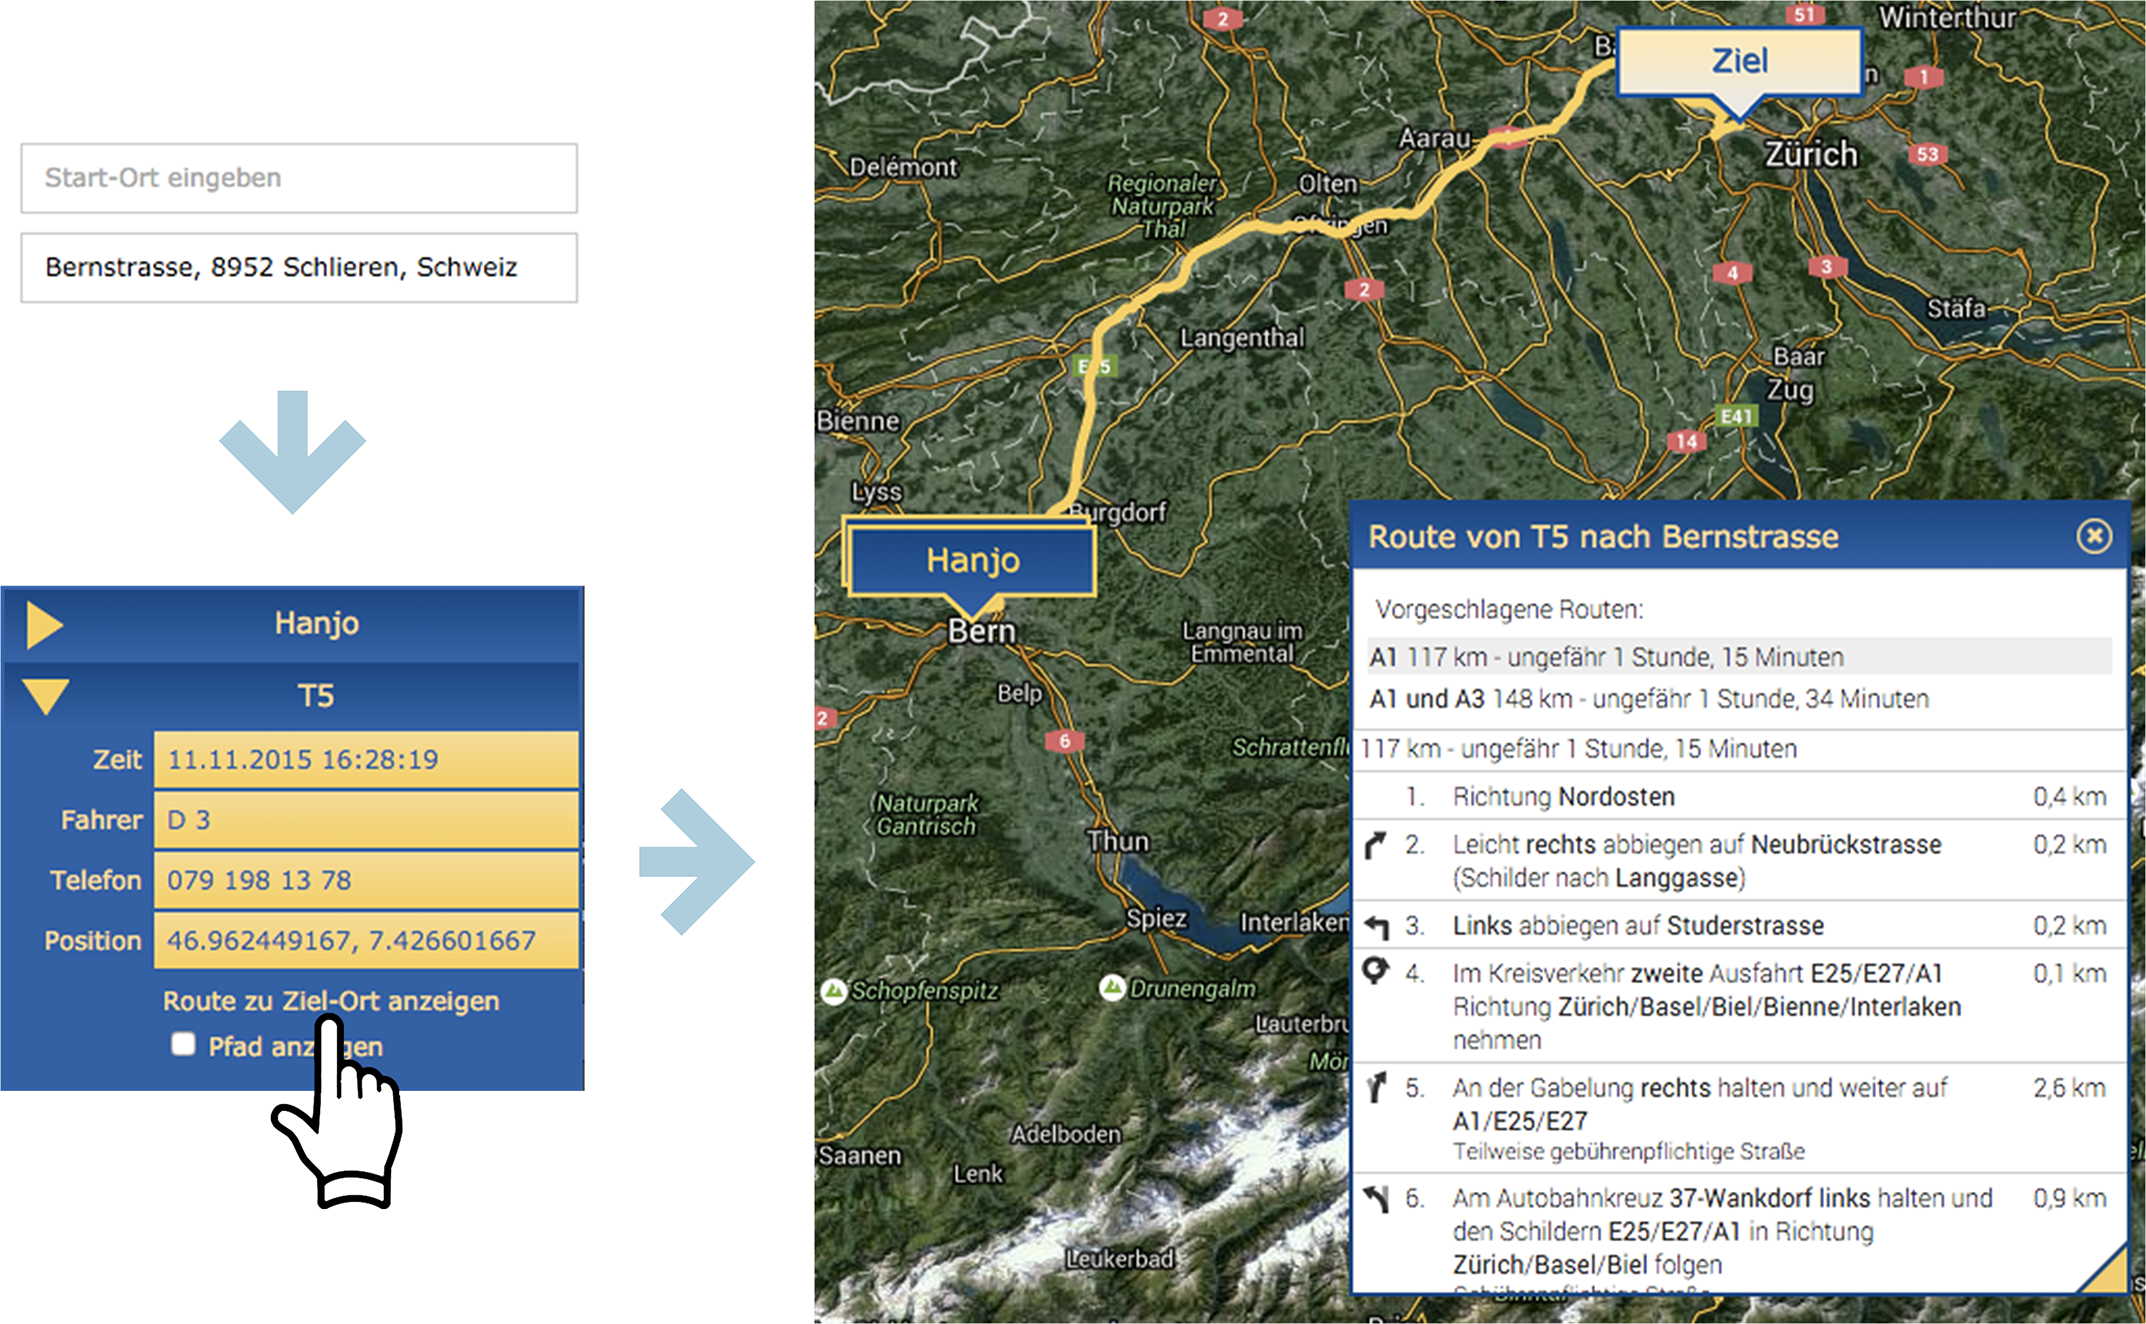 Start-Ort eingeben
Bernstrasse, 8952 Schlieren, Schweiz
Hanjo
T5
Zeit 11.11.2015 16:28:19
Fahrer D 3
Telefon 079 198 13 78
Position 46.962449167, 7.426601667
Route zu Ziel-Ort anzeigen
Pfad
2
51
Winterthur
Ziel
1
Aarau
Zürich
53
Delémont
Olten
Regionaler
Naturpark
Thal
4
3
2
Stäfa
Langenthal
Baar
Zug
E41
14
Bienne
Lyss
Burgdorf
Hanjo
Bern
Langnau im
Emmental
Belp
2
6
Naturpark
Gantrisch
Thun
Spiez
Interlaken
Schopfenspitz
Drunengalm
Adelboden
Saanen
Lenk
Leukerbad
Route von T5 nach Bernstrasse
Vorgeschlagene Routen:
A1 117 km - ungefähr 1 Stunde, 15 Minuten
A1 und A3 148 km - ungefähr 1 Stunde, 34 Minuten
117 km - ungefähr 1 Stunde, 15 Minuten
1. Richtung Nordosten 0,4 km
2. Leicht rechts abbiegen auf Neubrückstrasse 0,2 km
(Schilder nach Langgasse)
3. Links abbiegen auf Studerstrasse 0,2 km
4. Im Kreisverkehr zweite Ausfahrt E25/E27/A1 0,1 km
Richtung Zürich/Basel/Biel/Bienne/Interlaken
nehmen
5. An der Gabelung rechts halten und weiter auf 2,6 km
A1/E25/E27
Teilweise gebührenpflichtige Straße
6. Am Autobahnkreuz 37-Wankdorf links halten und 0,9 km
den Schildern E25/E27/A1 in Richtung
Zürich/Basel/Biel folgen